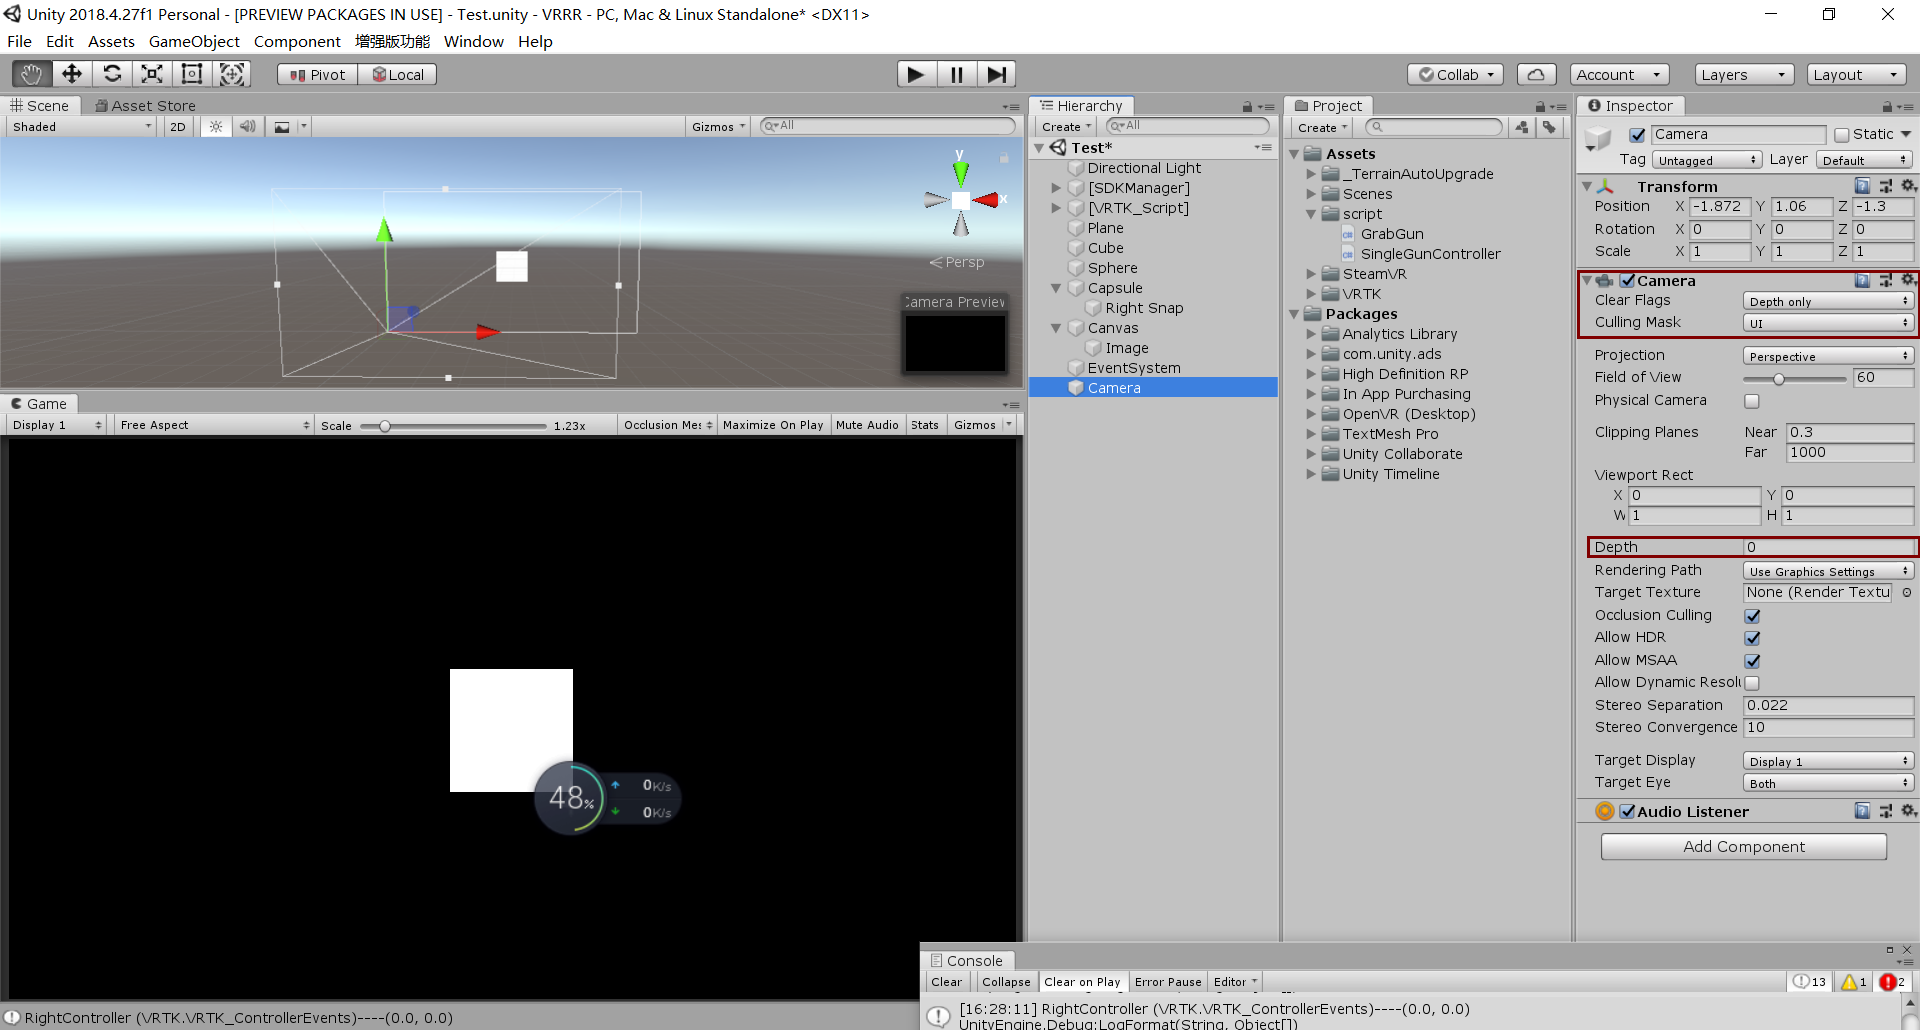 Unity 2018.4.27f1 Personal - [PREVIEW PACKAGES IN USE] - Test.unity - VRRR - PC, Mac & Linux Standalone* <DX11>
File Edit Assets GameObject Component 增强版功能 Window Help
Pivot Local Collab Account Layers Layout
Scene Asset Store
Shaded 2D Gizmos All
y
x
Persp
Camera Preview
Game
Display 1 Free Aspect Scale 1.23x Occlusion Mes Maximize On Play Mute Audio Stats Gizmos
48% 0K/s
0K/s
RightController (VRTK.VRTK_ControllerEvents)----(0.0, 0.0)
Hierarchy
Create All
Test*
Directional Light
[SDKManager]
[VRTK_Script]
Plane
Cube
Sphere
Capsule
Right Snap
Canvas
Image
EventSystem
Camera
Project
Create
Assets
_TerrainAutoUpgrade
Scenes
script
GrabGun
SingleGunController
SteamVR
VRTK
Packages
Analytics Library
com.unity.ads
High Definition RP
In App Purchasing
OpenVR (Desktop)
TextMesh Pro
Unity Collaborate
Unity Timeline
Inspector
Camera Static
Tag Untagged Layer Default
Transform
Position X -1.872 Y 1.06 Z -1.3
Rotation X 0 Y 0 Z 0
Scale X 1 Y 1 Z 1
Camera
Clear Flags Depth only
Culling Mask UI
Projection Perspective
Field of View 60
Physical Camera
Clipping Planes Near 0.3
Far 1000
Viewport Rect
X 0 Y 0
W 1 H 1
Depth 0
Rendering Path Use Graphics Settings
Target Texture None (Render Textu
Occlusion Culling
Allow HDR
Allow MSAA
Allow Dynamic Resolu
Stereo Separation 0.022
Stereo Convergence 10
Target Display Display 1
Target Eye Both
Audio Listener
Add Component
Console
Clear Collapse Clear on Play Error Pause Editor 13 1 2
[16:28:11] RightController (VRTK.VRTK_ControllerEvents)----(0.0, 0.0)
UnityEngine.Debug:LogFormat(String, Object[])